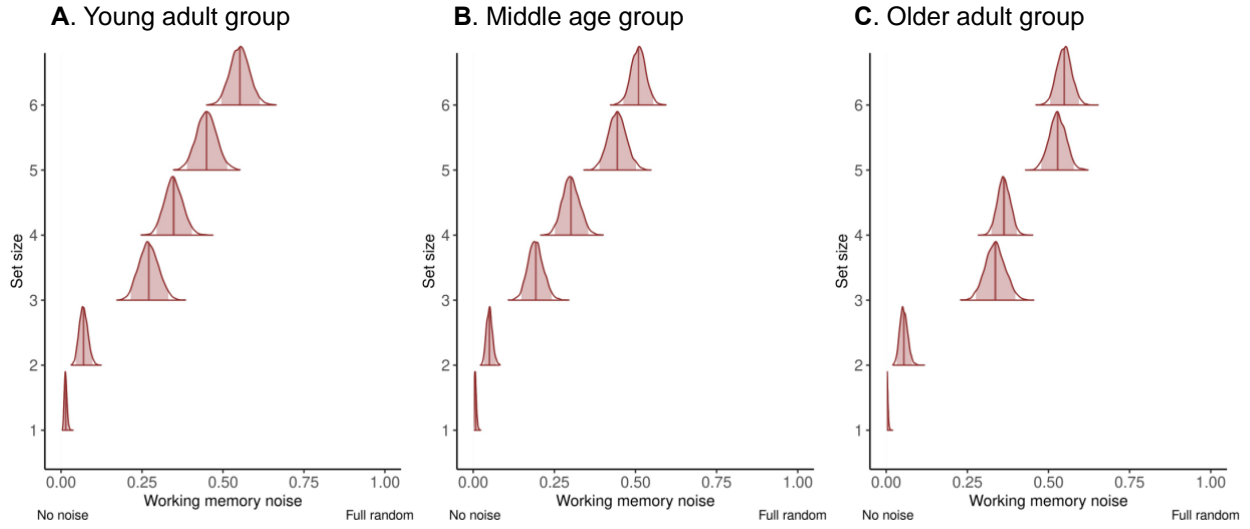 A. Young adult group
Set size
6
5
4
3
2
1
0.00 0.25 0.50 0.75 1.00
Working memory noise
No noise Full random
B. Middle age group
Set size
6
5
4
3
2
1
0.00 0.25 0.50 0.75 1.00
Working memory noise
No noise Full random
C. Older adult group
Set size
6
5
4
3
2
1
0.00 0.25 0.50 0.75 1.00
Working memory noise
No noise Full random